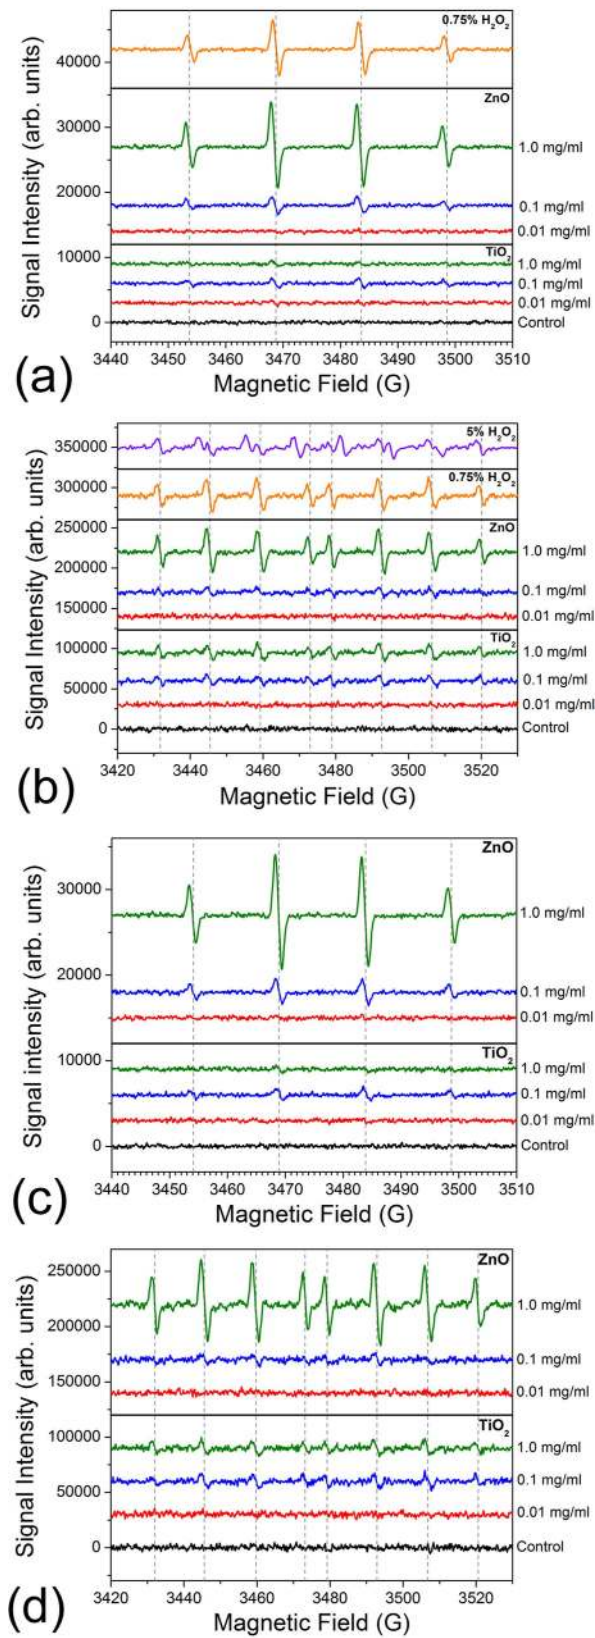 0.75% H₂O₂
ZnO
1.0 mg/ml
0.1 mg/ml
0.01 mg/ml
TiO₂
1.0 mg/ml
0.1 mg/ml
0.01 mg/ml
Control
40000
30000
20000
10000
0
Signal Intensity (arb. units)
3440 3450 3460 3470 3480 3490 3500 3510
Magnetic Field (G)
(a)
5% H₂O₂
0.75% H₂O₂
ZnO
1.0 mg/ml
0.1 mg/ml
0.01 mg/ml
TiO₂
1.0 mg/ml
0.1 mg/ml
0.01 mg/ml
Control
350000
300000
250000
200000
150000
100000
50000
0
Signal Intensity (arb. units)
3420 3440 3460 3480 3500 3520
Magnetic Field (G)
(b)
ZnO
1.0 mg/ml
0.1 mg/ml
0.01 mg/ml
TiO₂
1.0 mg/ml
0.1 mg/ml
0.01 mg/ml
Control
30000
20000
10000
0
Signal intensity (arb. units)
3440 3450 3460 3470 3480 3490 3500 3510
Magnetic Field (G)
(c)
ZnO
1.0 mg/ml
0.1 mg/ml
0.01 mg/ml
TiO₂
1.0 mg/ml
0.1 mg/ml
0.01 mg/ml
Control
250000
200000
150000
100000
50000
0
Signal Intensity (arb. units)
3420 3440 3460 3480 3500 3520
Magnetic Field (G)
(d)